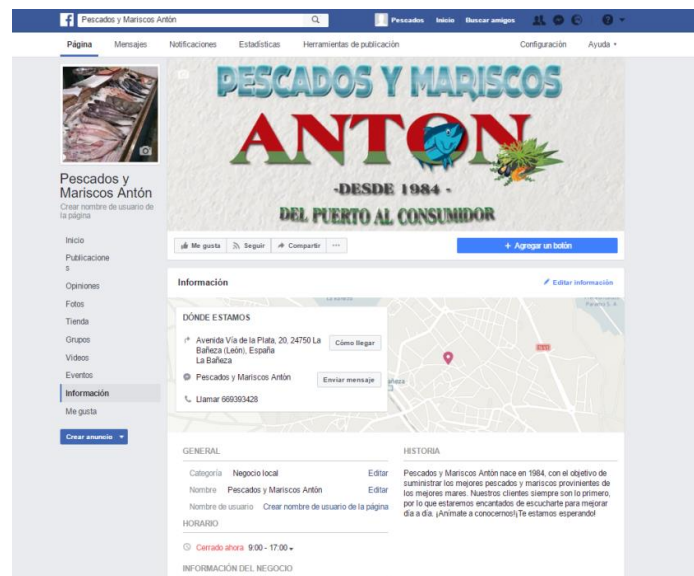 Pescados y Mariscos Antón
Pescados Inicio Buscar amigos
Página Mensajes Notificaciones Estadísticas Herramientas de publicación Configuración Ayuda
PESCADOS Y MARISCOS
ANTON
-DESDE 1984 -
DEL PUERTO AL CONSUMIDOR
Pescados y
Mariscos Antón
Crear nombre de usuario de
la página
Inicio
Publicacione
s
Opiniones
Fotos
Tienda
Grupos
Videos
Eventos
Información
Me gusta
Crear anuncio
Me gusta Seguir Compartir ...
+ Agregar un botón
Información
Editar información
DÓNDE ESTAMOS
Avenida Vía de la Plata, 20, 24750 La
Bañeza (León), España
La Bañeza
Cómo llegar
Pescados y Mariscos Antón
Enviar mensaje
Llamar 669393428
GENERAL
Categoría Negocio local Editar
Nombre Pescados y Mariscos Antón Editar
Nombre de usuario Crear nombre de usuario de la página
HORARIO
Cerrado ahora 9:00 - 17:00
INFORMACIÓN DEL NEGOCIO
HISTORIA
Pescados y Mariscos Antón nace en 1984, con el objetivo de
suministrar los mejores pescados y mariscos provinientes de
los mejores mares. Nuestros clientes siempre son lo primero,
por lo que estaremos encantados de escucharte para mejorar
día a día. ¡Anímate a conocernos!¡Te estamos esperando!